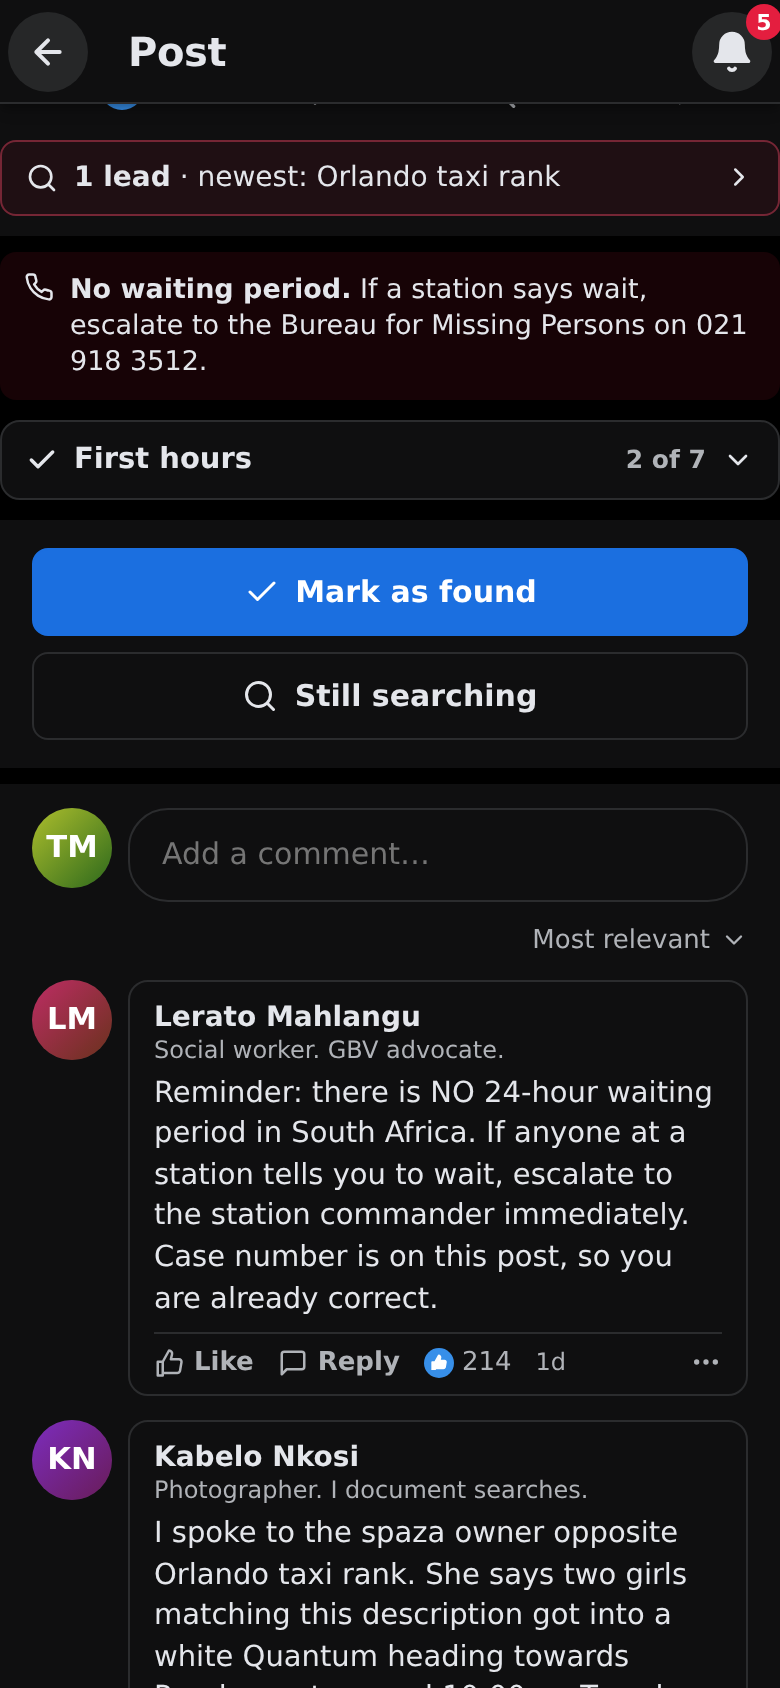 Post
5
1 lead · newest: Orlando taxi rank
No waiting period. If a station says wait,
escalate to the Bureau for Missing Persons on 021
918 3512.
First hours 2 of 7
Mark as found
Still searching
TM
Add a comment...
Most relevant
LM
Lerato Mahlangu
Social worker. GBV advocate.
Reminder: there is NO 24-hour waiting
period in South Africa. If anyone at a
station tells you to wait, escalate to
the station commander immediately.
Case number is on this post, so you
are already correct.
Like Reply 214 1d
KN
Kabelo Nkosi
Photographer. I document searches.
I spoke to the spaza owner opposite
Orlando taxi rank. She says two girls
matching this description got into a
white Quantum heading towards